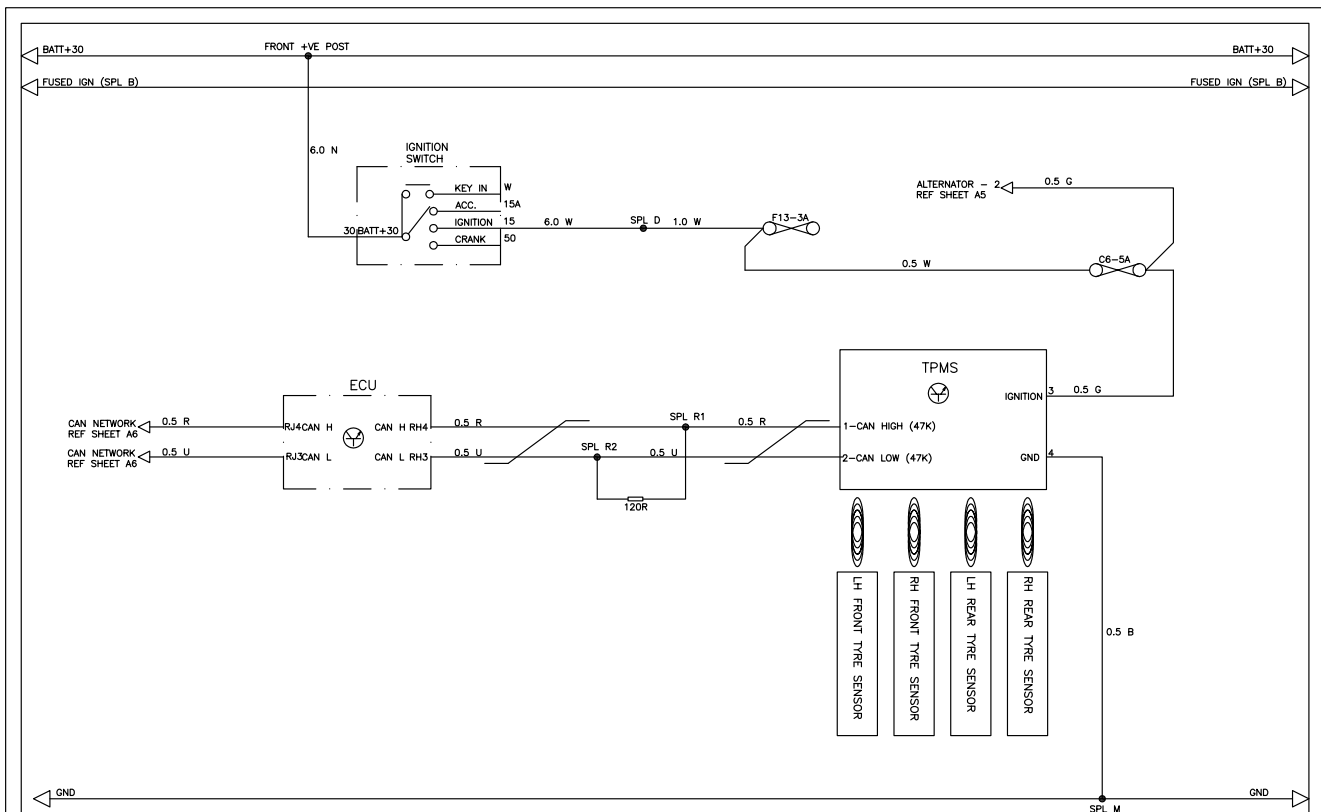 BATT+30
FRONT +VE POST
BATT+30
FUSED IGN (SPL B)
FUSED IGN (SPL B)
6.0 N
IGNITION
SWITCH
KEY IN
W
ACC.
15A
IGNITION
15
CRANK
50
30
BATT+30
6.0 W
SPL D
1.0 W
F13-3A
ALTERNATOR - 2
REF SHEET A5
0.5 G
0.5 W
C6-5A
TPMS
IGNITION
3
0.5 G
1-CAN HIGH (47K)
2-CAN LOW (47K)
GND
4
ECU
CAN NETWORK
REF SHEET A6
0.5 R
RJ4
CAN H
CAN H
RH4
0.5 R
SPL R1
0.5 R
CAN NETWORK
REF SHEET A6
0.5 U
RJ3
CAN L
CAN L
RH3
0.5 U
SPL R2
0.5 U
120R
LH FRONT TYRE SENSOR
RH FRONT TYRE SENSOR
LH REAR TYRE SENSOR
RH REAR TYRE SENSOR
0.5 B
GND
GND
SPL M